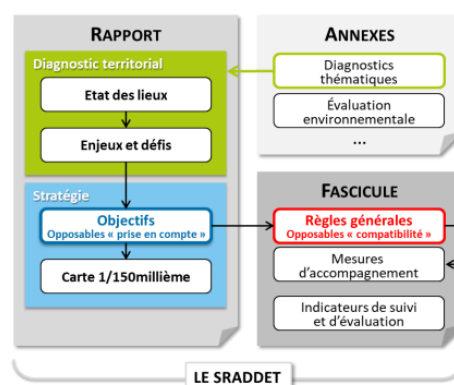 RAPPORT
Diagnostic territorial
Etat des lieux
Enjeux et défis
Stratégie
Objectifs
Opposables « prise en compte »
Carte 1/150millième
ANNEXES
Diagnostics
thématiques
Évaluation
environnementale
...
FASCICULE
Règles générales
Opposables « compatibilité »
Mesures
d'accompagnement
Indicateurs de suivi
et d'évaluation
LE SRADDET